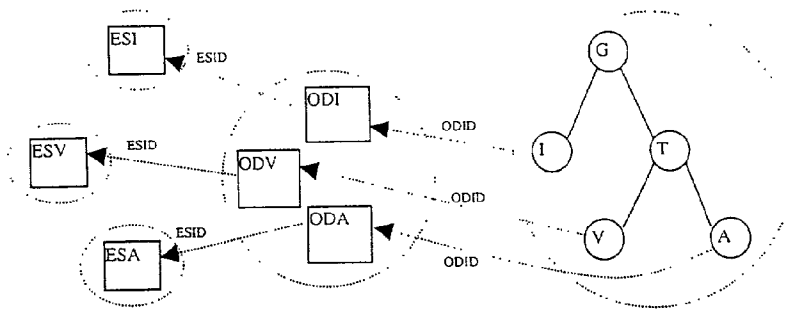 ESI
ESID
G
ODI
ODID
I
T
ESV
ESID
ODV
ODID
ODA
ESID
V
A
ESA
ODID